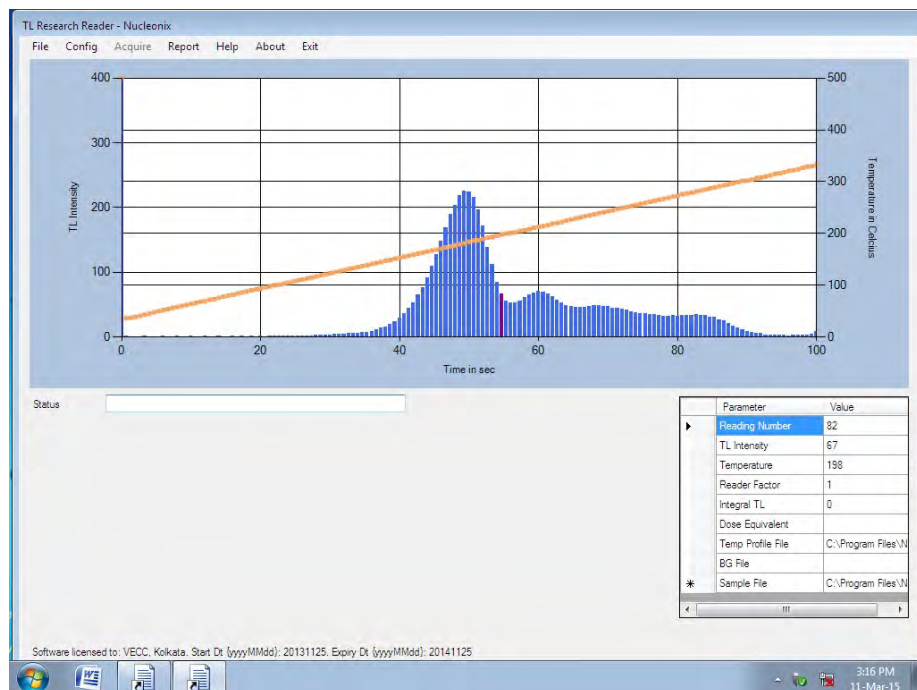 TL Research Reader - Nucleonix
File Config Acquire Report Help About Exit
400 500
400
300
300
200
200
100
100
0 0
0 20 40 60 80 100
TL Intensity
Temperature in Celcius
Time in sec
Status
Parameter Value
Reading Number 82
TL Intensity 67
Temperature 198
Reader Factor 1
Integral TL 0
Dose Equivalent
Temp Profile File C:\Program Files\N
BG File
Sample File C:\Program Files\N
Software licensed to: VECC, Kolkata. Start Dt {yyyyMMdd}: 20131125. Expiry Dt {yyyyMMdd}: 20141125
3:16 PM
11-Mar-15